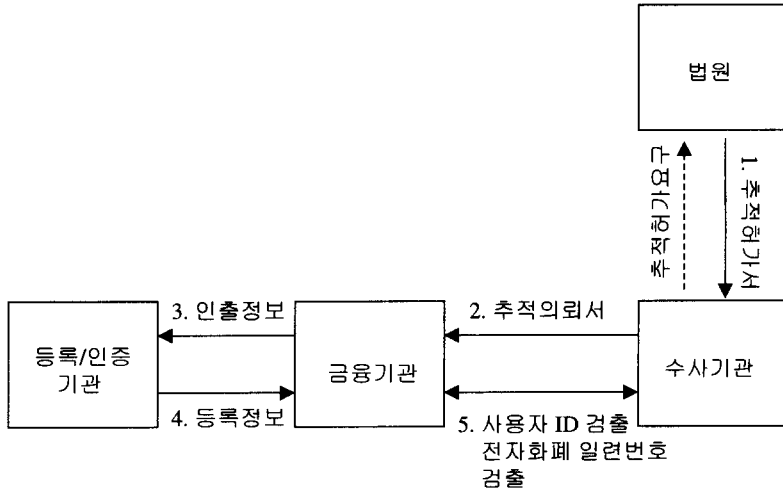 법원
추적허가요구
1. 추적허가서
3. 인출정보
2. 추적의뢰서
등록/인증
기관
금융기관
수사기관
4. 등록정보
5. 사용자 ID 검출
전자화폐 일련번호
검출